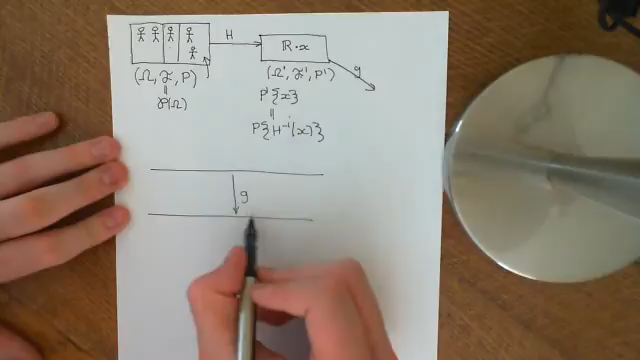 H
ℝ · x
(Ω, ℱ, P)
(Ω', ℱ', P')
g
||
𝒫(Ω)
P'{x}
||
P{H⁻¹(x)}
g